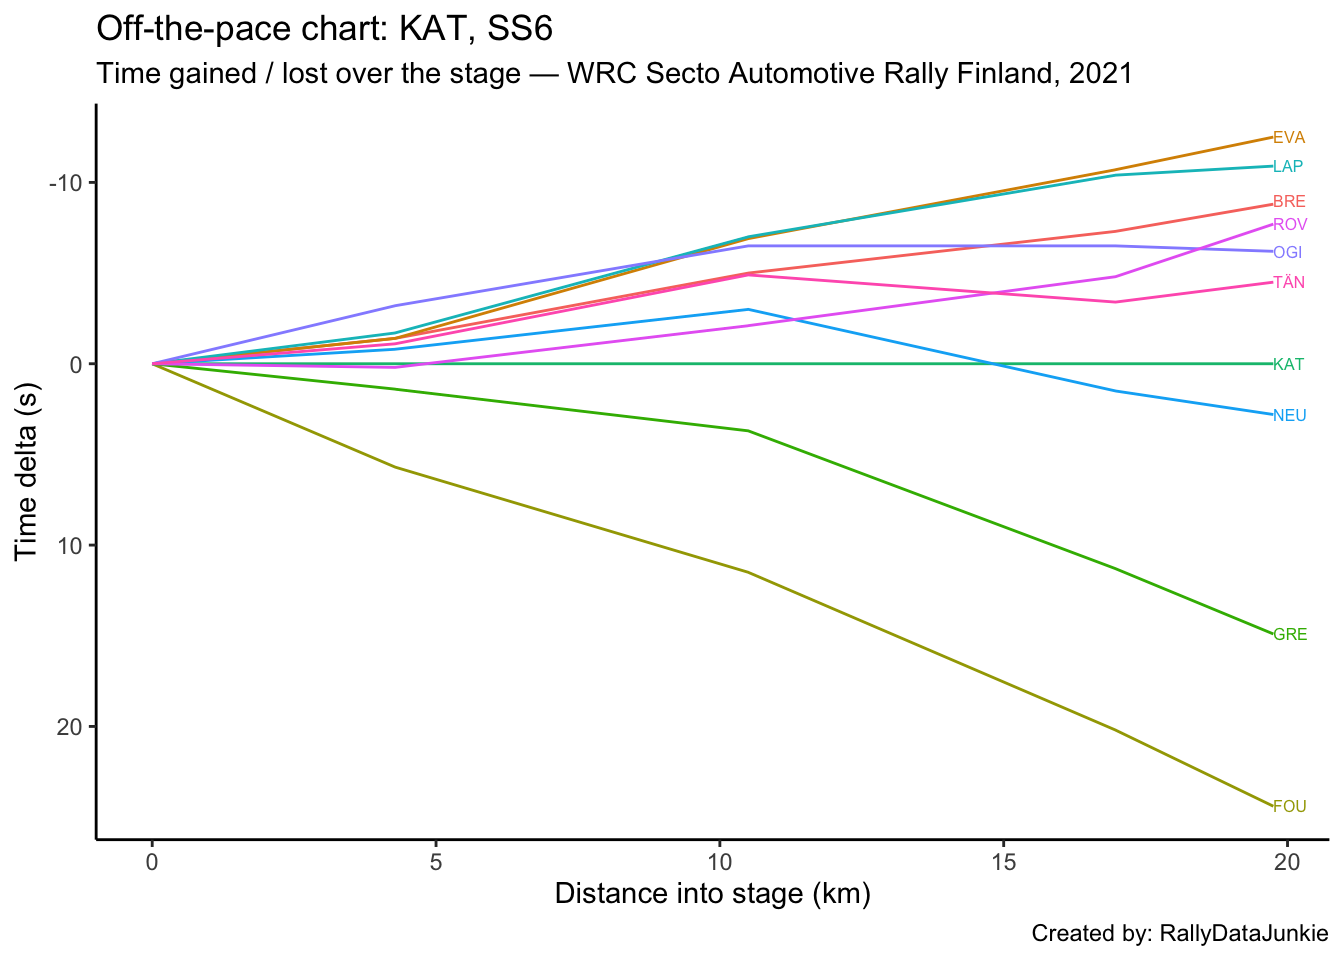 Off-the-pace chart: KAT, SS6
Time gained / lost over the stage — WRC Secto Automotive Rally Finland, 2021
Time delta (s)
-10
0
10
20
EVA
LAP
BRE
ROV
OGI
TÄN
KAT
NEU
GRE
FOU
0 5 10 15 20
Distance into stage (km)
Created by: RallyDataJunkie